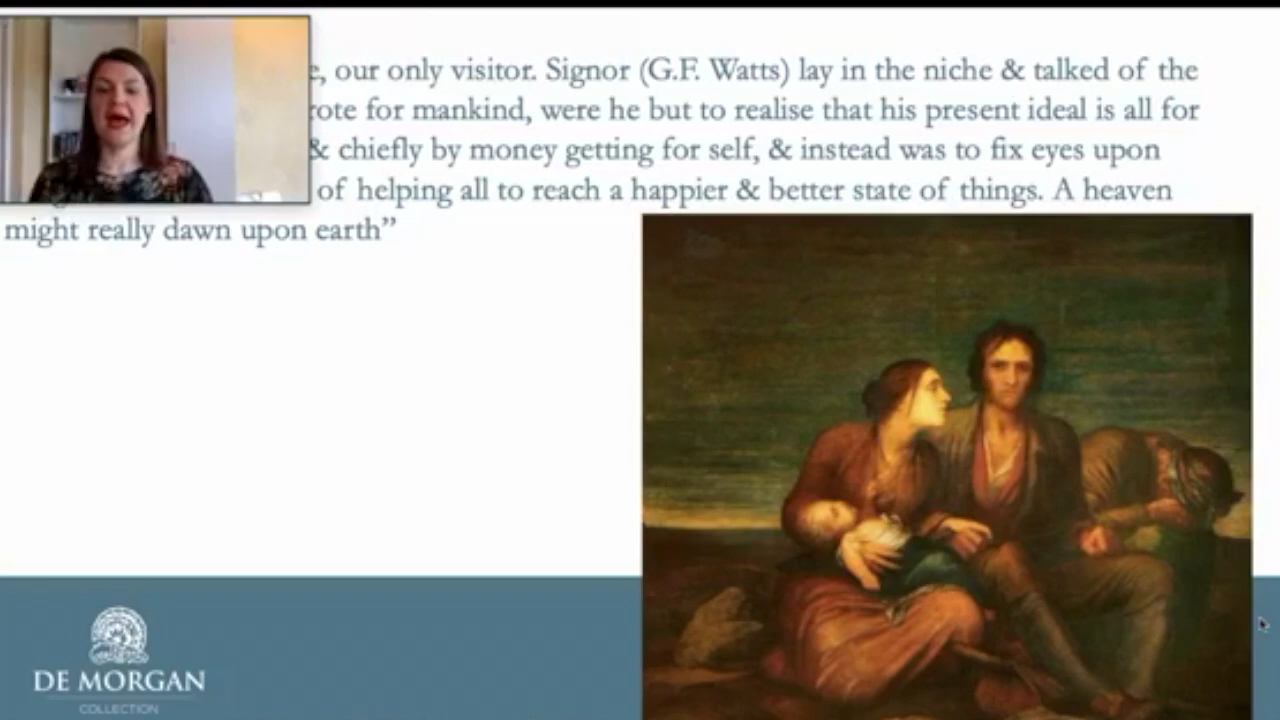 , our only visitor. Signor (G.F. Watts) lay in the niche & talked of the
for mankind, were he but to realise that his present ideal is all for
& chiefly by money getting for self, & instead was to fix eyes upon
of helping all to reach a happier & better state of things. A heaven
might really dawn upon earth”
DE MORGAN
COLLECTION